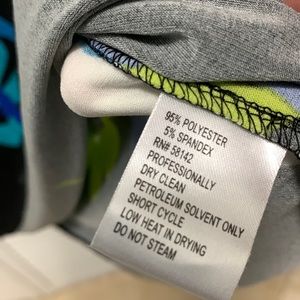 95% POLYESTER
5% SPANDEX
RN# 58142
PROFESSIONALLY
DRY CLEAN
PETROLEUM SOLVENT ONLY
SHORT CYCLE
LOW HEAT IN DRYING
DO NOT STEAM